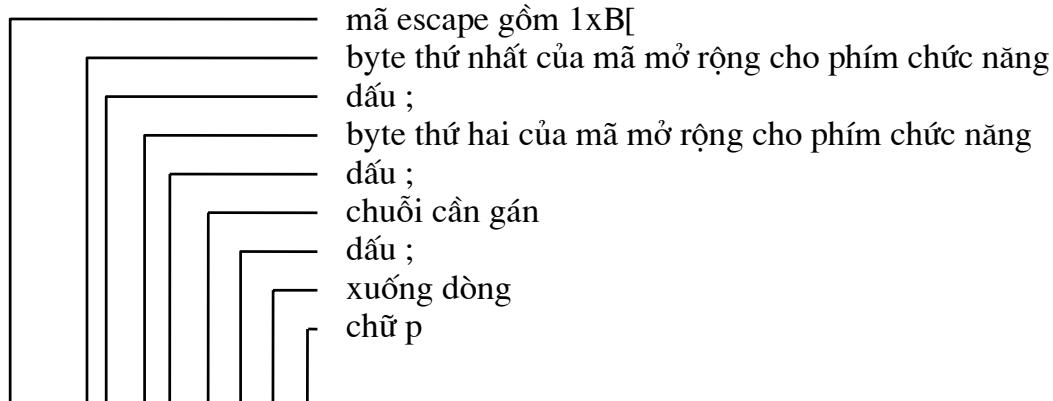 mã escape gồm 1xB[
byte thứ nhất của mã mở rộng cho phím chức năng
dấu ;
byte thứ hai của mã mở rộng cho phím chức năng
dấu ;
chuỗi cần gán
dấu ;
xuống dòng
chữ p